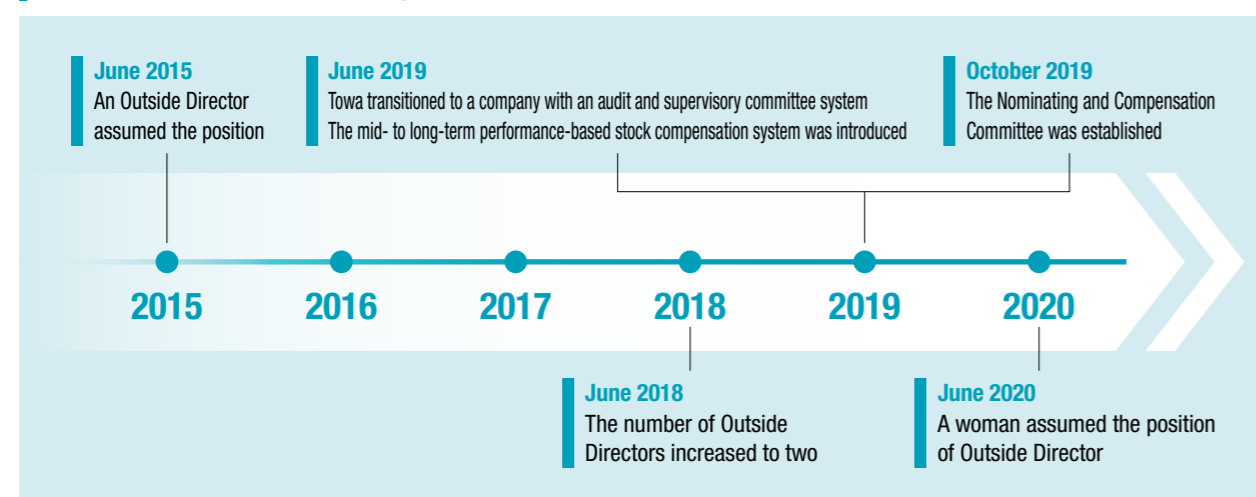 June 2015
An Outside Director
assumed the position
June 2019
Towa transitioned to a company with an audit and supervisory committee system
The mid- to long-term performance-based stock compensation system was introduced
October 2019
The Nominating and Compensation
Committee was established
2015
2016
2017
2018
2019
2020
June 2018
The number of Outside
Directors increased to two
June 2020
A woman assumed the position
of Outside Director